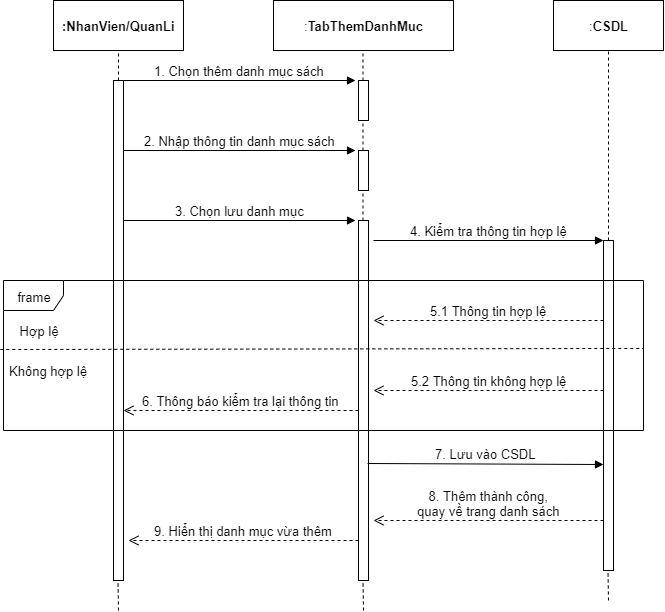 :NhanVien/QuanLi
:TabThemDanhMuc
:CSDL
1. Chọn thêm danh mục sách
2. Nhập thông tin danh mục sách
3. Chọn lưu danh mục
4. Kiểm tra thông tin hợp lệ
frame
5.1 Thông tin hợp lệ
Hợp lệ
Không hợp lệ
5.2 Thông tin không hợp lệ
6. Thông báo kiểm tra lại thông tin
7. Lưu vào CSDL
8. Thêm thành công,
quay về trang danh sách
9. Hiển thị danh mục vừa thêm